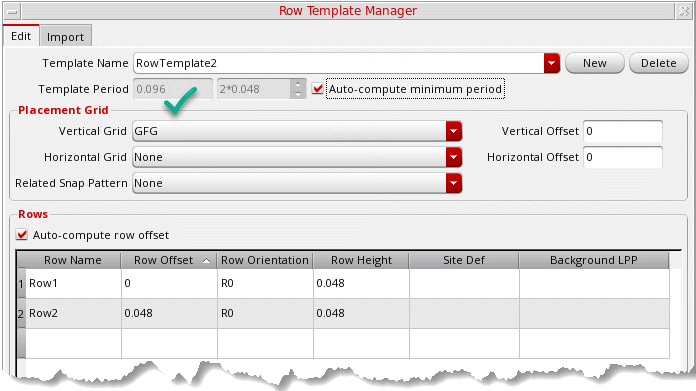 Row Template Manager
Edit Import
Template Name RowTemplate2 New Delete
Template Period 0.096 2*0.048 Auto-compute minimum period
Placement Grid
Vertical Grid GFG Vertical Offset 0
Horizontal Grid None Horizontal Offset 0
Related Snap Pattern None
Rows
Auto-compute row offset
Row Name Row Offset Row Orientation Row Height Site Def Background LPP
1 Row1 0 R0 0.048
2 Row2 0.048 R0 0.048